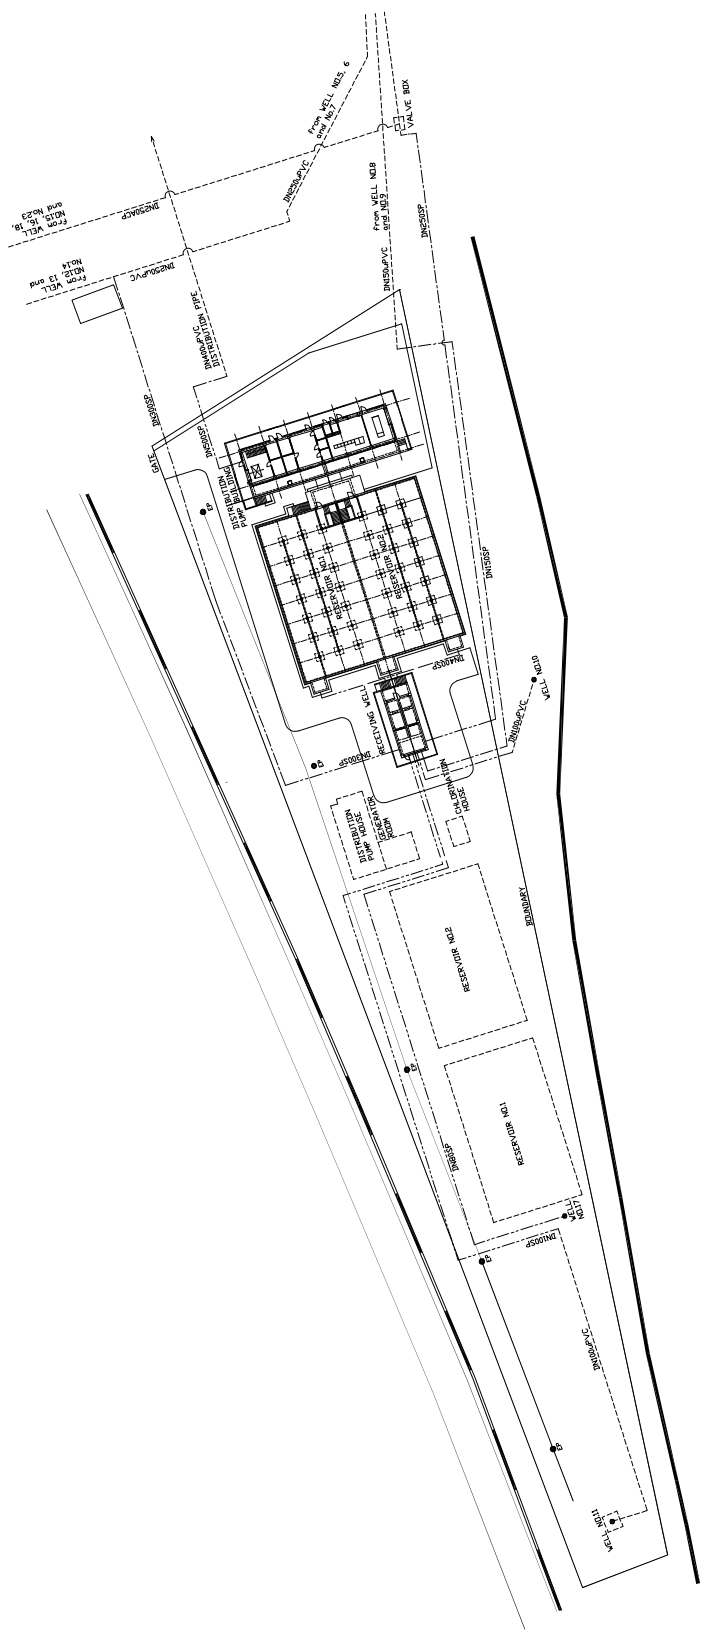 from WELL NO.5, 6
and No.7
VALVE BOX
DN250uPVC
from WELL NO.8
and NO.9
DN250ACP
From WELL
NO.15, 16, 18,
and No.23
DN250SP
From WELL
NO.12, 13 and
No.14
DN250uPVC
DN150uPVC
DN400uPVC
DISTRIBUTION PIPE
DN300SP
DN500SP
GATE
DISTRIBUTION
PUMP BUILDING
EP
RESERVOIR NO.1
RESERVOIR NO.2
DN150SP
DN400SP
WELL NO.10
RECEIVING WELL
DN100uPVC
EP
DN300SP
CHLORINATION
HOUSE
DISTRIBUTION
PUMP HOUSE
GENERATOR
ROOM
BOUNDARY
RESERVOIR NO.2
EP
RESERVOIR NO.1
DN80SP
WELL
NO.17
DN100SP
EP
DN100uPVC
EP
WELL NO.11